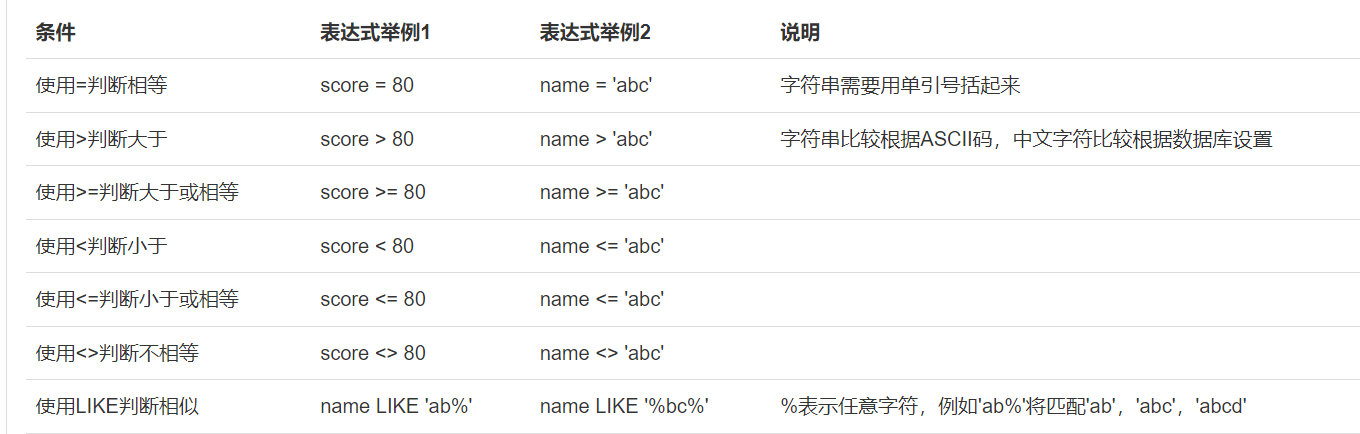 条件 表达式举例1 表达式举例2 说明
使用=判断相等 score = 80 name = 'abc' 字符串需要用单引号括起来
使用>判断大于 score > 80 name > 'abc' 字符串比较根据ASCII码，中文字符比较根据数据库设置
使用>=判断大于或相等 score >= 80 name >= 'abc'
使用<判断小于 score < 80 name <= 'abc'
使用<=判断小于或相等 score <= 80 name <= 'abc'
使用<>判断不相等 score <> 80 name <> 'abc'
使用LIKE判断相似 name LIKE 'ab%' name LIKE '%bc%' %表示任意字符，例如'ab%'将匹配'ab'，'abc'，'abcd'